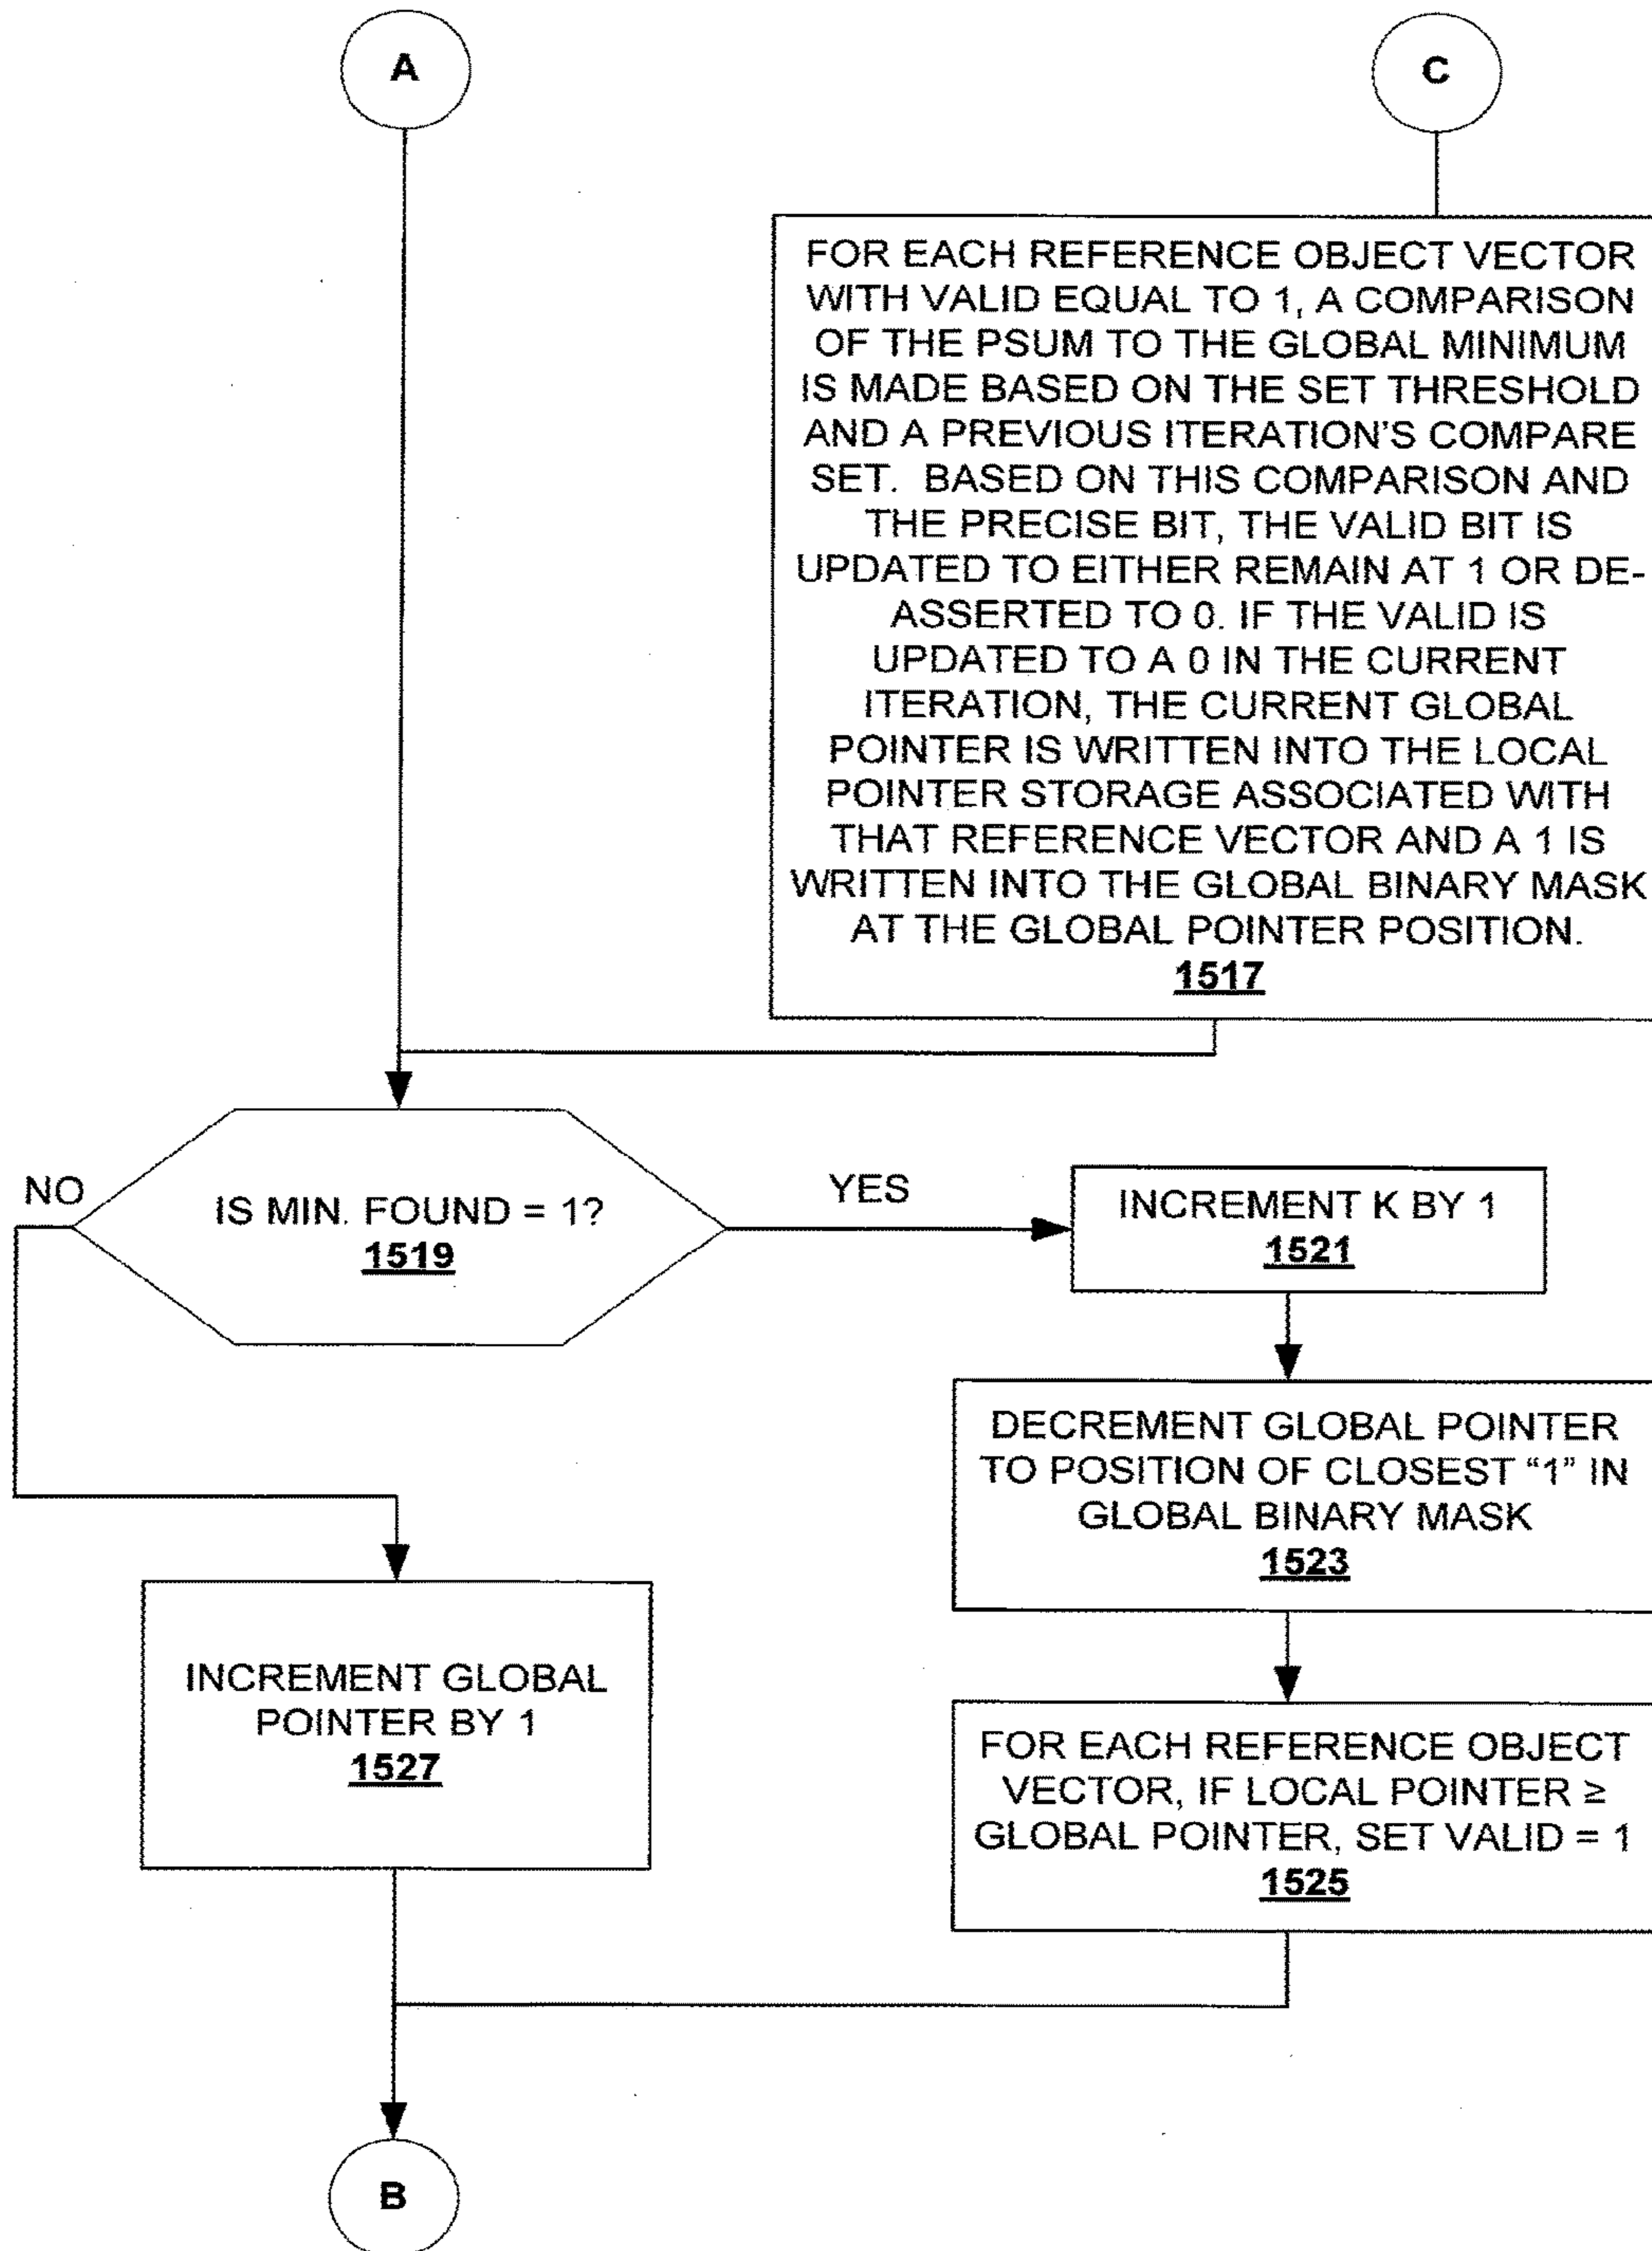 A
C
FOR EACH REFERENCE OBJECT VECTOR
WITH VALID EQUAL TO 1, A COMPARISON
OF THE PSUM TO THE GLOBAL MINIMUM
IS MADE BASED ON THE SET THRESHOLD
AND A PREVIOUS ITERATION'S COMPARE
SET. BASED ON THIS COMPARISON AND
THE PRECISE BIT, THE VALID BIT IS
UPDATED TO EITHER REMAIN AT 1 OR DE-
ASSERTED TO 0. IF THE VALID IS
UPDATED TO A 0 IN THE CURRENT
ITERATION, THE CURRENT GLOBAL
POINTER IS WRITTEN INTO THE LOCAL
POINTER STORAGE ASSOCIATED WITH
THAT REFERENCE VECTOR AND A 1 IS
WRITTEN INTO THE GLOBAL BINARY MASK
AT THE GLOBAL POINTER POSITION.
1517
NO
IS MIN. FOUND = 1?
1519
YES
INCREMENT K BY 1
1521
DECREMENT GLOBAL POINTER
TO POSITION OF CLOSEST “1” IN
GLOBAL BINARY MASK
1523
INCREMENT GLOBAL
POINTER BY 1
1527
FOR EACH REFERENCE OBJECT
VECTOR, IF LOCAL POINTER ≥
GLOBAL POINTER, SET VALID = 1
1525
B